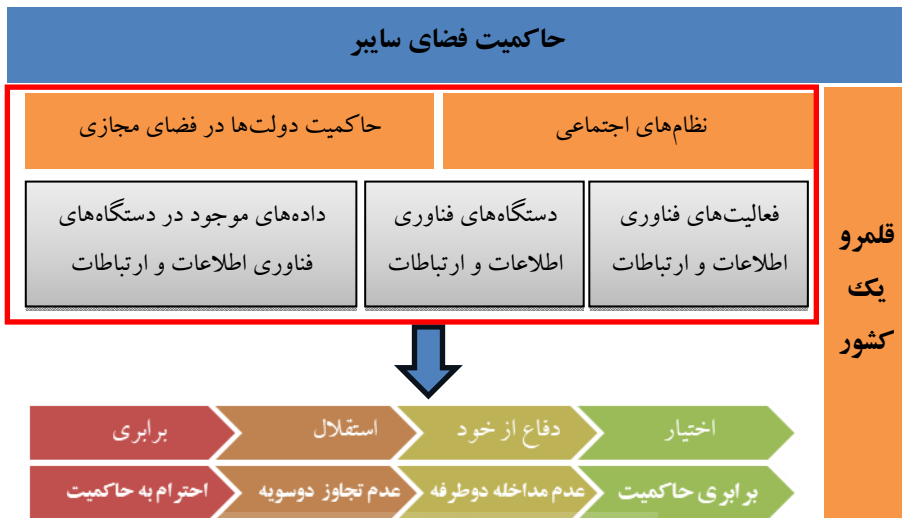 حاکمیت فضای سایبر
نظام‌های اجتماعی
حاکمیت دولت‌ها در فضای مجازی
فعالیت‌های فناوری
اطلاعات و ارتباطات
دستگاه‌های فناوری
اطلاعات و ارتباطات
داده‌های موجود در دستگاه‌های
فناوری اطلاعات و ارتباطات
قلمرو
یک
کشور
اختیار
دفاع از خود
استقلال
برابری
برابری حاکمیت
عدم مداخله دوطرفه
عدم تجاوز دوسویه
احترام به حاکمیت